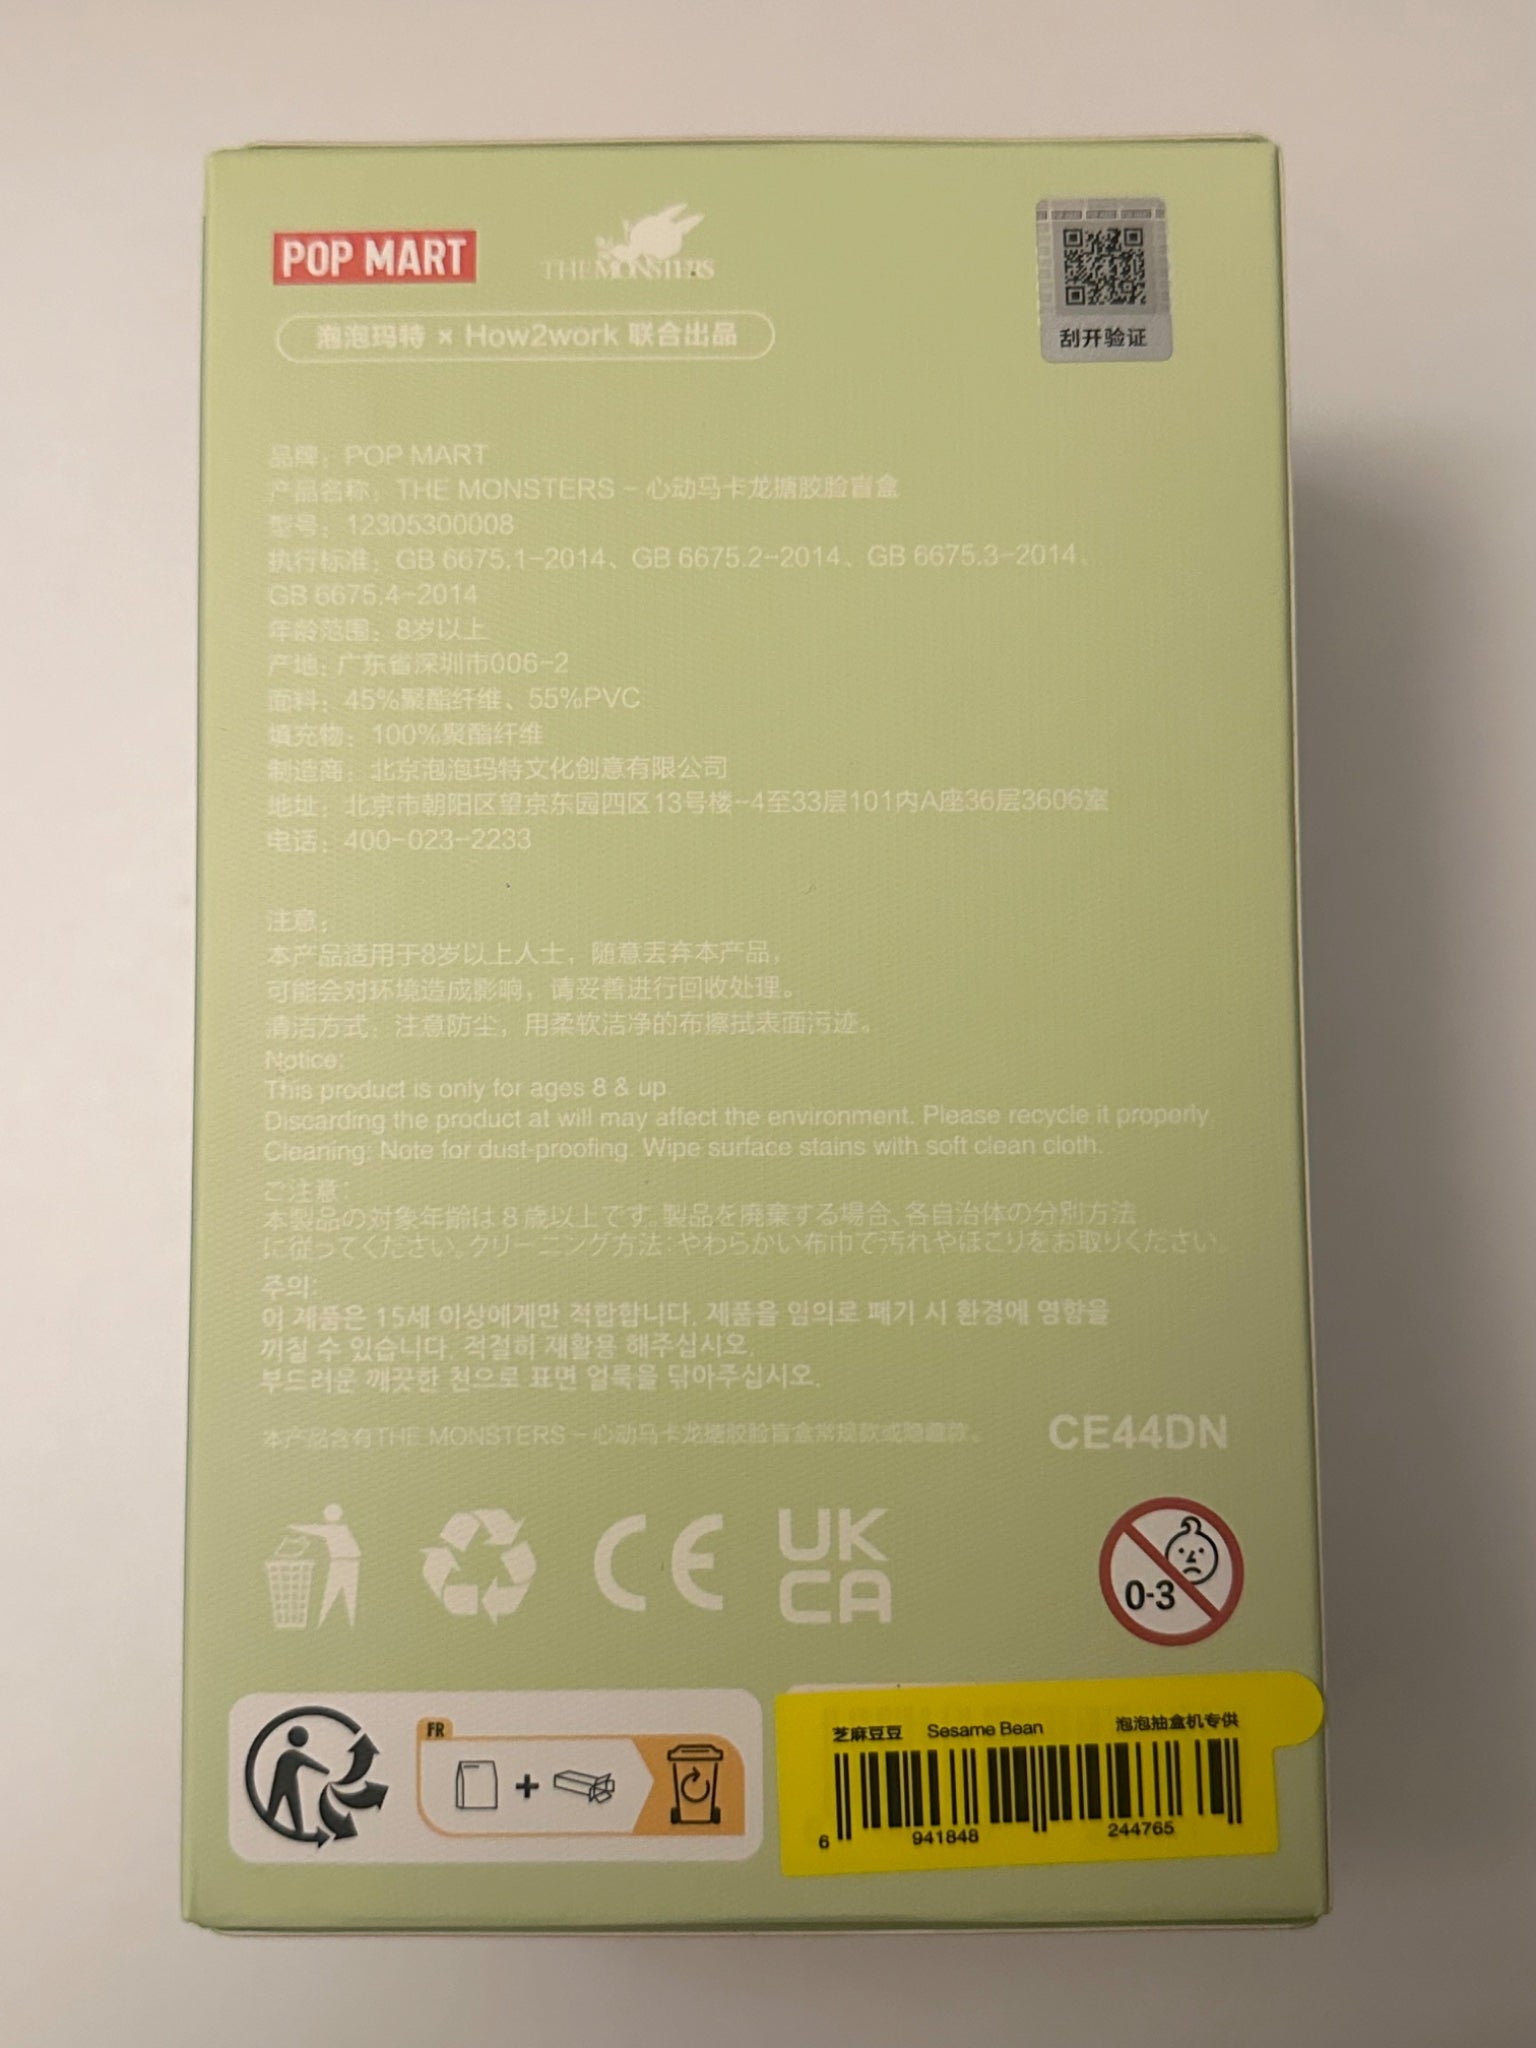 POP MART
THE MONSTERS
泡泡玛特 × How2work 联合出品
刮开验证
品牌：POP MART
产品名称：THE MONSTERS - 心动马卡龙搪胶脸盲盒
型号：12305300008
执行标准：GB 6675.1-2014、GB 6675.2-2014、GB 6675.3-2014、
GB 6675.4-2014
年龄范围：8岁以上
产地：广东省深圳市006-2
面料：45%聚酯纤维、55%PVC
填充物：100%聚酯纤维
制造商：北京泡泡玛特文化创意有限公司
地址：北京市朝阳区望京东园四区13号楼-4至33层101内A座36层3606室
电话：400-023-2233
注意：
本产品适用于8岁以上人士，随意丢弃本产品，
可能会对环境造成影响，请妥善进行回收处理。
清洁方式：注意防尘，用柔软洁净的布擦拭表面污迹。
Notice:
This product is only for ages 8 & up
Discarding the product at will may affect the environment. Please recycle it properly.
Cleaning: Note for dust-proofing. Wipe surface stains with soft clean cloth.
ご注意：
本製品の対象年齢は8歳以上です。製品を廃棄する場合、各自治体の分別方法
に従ってください。クリーニング方法：やわらかい布巾で汚れやほこりをお取りください。
주의:
이 제품은 15세 이상에게만 적합합니다. 제품을 임의로 폐기 시 환경에 영향을
끼칠 수 있습니다. 적절히 재활용 해주십시오.
부드러운 깨끗한 천으로 표면 얼룩을 닦아주십시오.
本产品含有THE MONSTERS - 心动马卡龙搪胶脸盲盒常规款或隐藏款。
CE44DN
CE
UK
CA
0-3
FR
芝麻豆豆 Sesame Bean 泡泡抽盒机专供
6 941848 244765